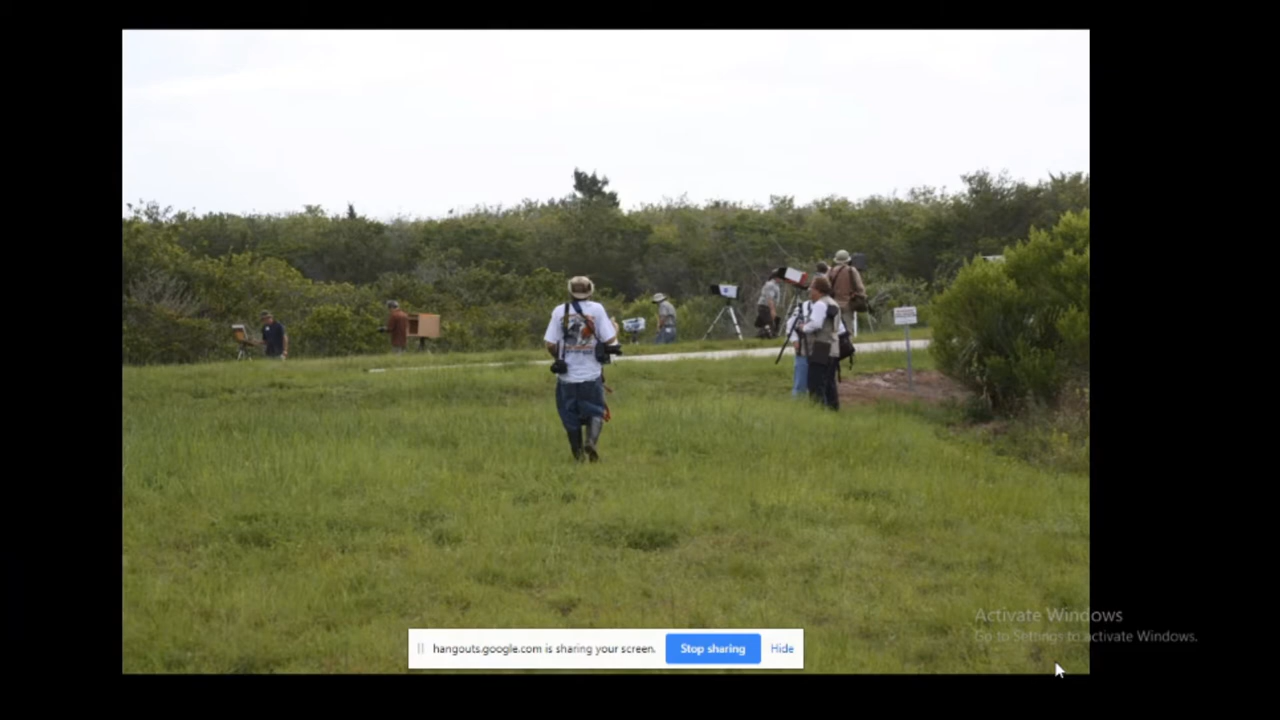 hangouts.google.com is sharing your screen.
Stop sharing
Hide
Activate Windows
Go to Settings to activate Windows.